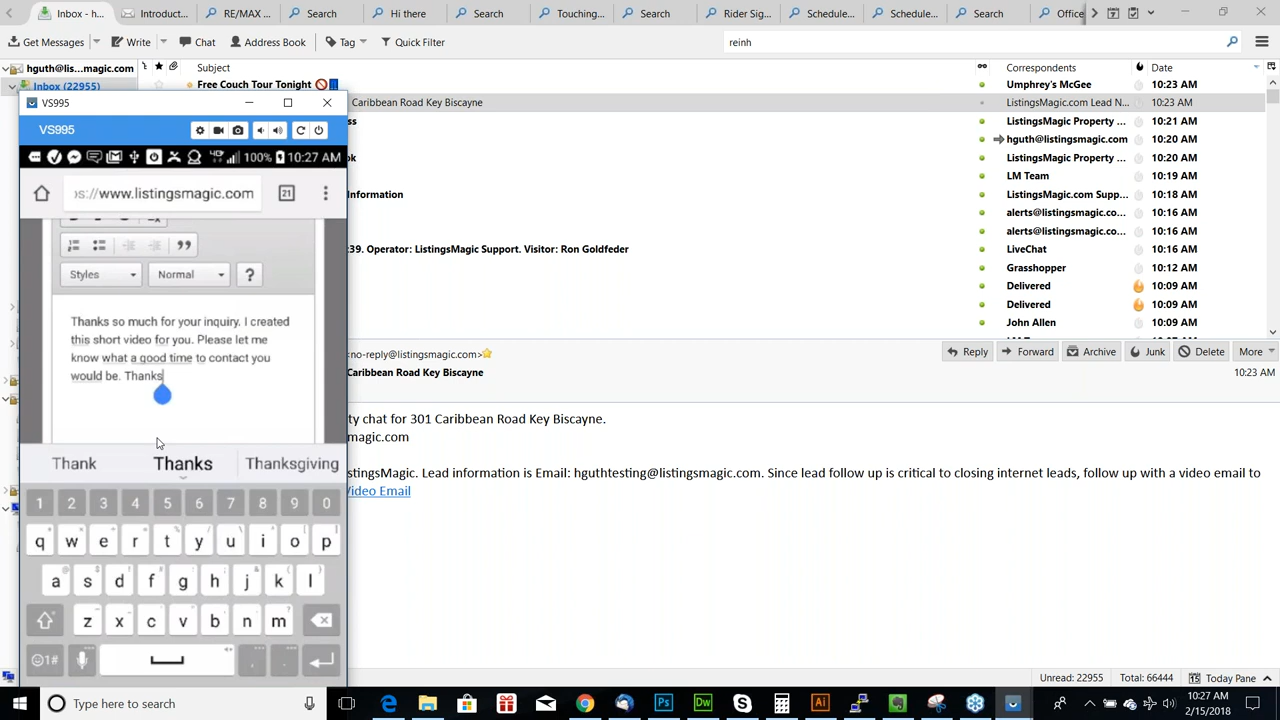 Inbox - h...
Introduct...
RE/MAX ...
Search
Hi there
Search
Touching...
Search
Rider Sig...
Schedule...
Schedule...
Search
Office
Get Messages
Write
Chat
Address Book
Tag
Quick Filter
reinh
hguth@lis...magic.com
Subject
Correspondents
Date
Inbox (22955)
Free Couch Tour Tonight
Umphrey's McGee
10:23 AM
Caribbean Road Key Biscayne
ListingsMagic.com Lead N...
10:23 AM
ss
ListingsMagic Property ...
10:21 AM
hguth@listingsmagic.com
10:20 AM
ok
ListingsMagic Property ...
10:20 AM
LM Team
10:19 AM
Information
ListingsMagic.com Supp...
10:18 AM
alerts@listingsmagic.co...
10:16 AM
alerts@listingsmagic.co...
10:16 AM
:39. Operator: ListingsMagic Support. Visitor: Ron Goldfeder
LiveChat
10:16 AM
Grasshopper
10:12 AM
Delivered
10:09 AM
Delivered
10:09 AM
John Allen
10:09 AM
<no-reply@listingsmagic.com>
Reply
Forward
Archive
Junk
Delete
More
Caribbean Road Key Biscayne
10:23 AM
ty chat for 301 Caribbean Road Key Biscayne.
magic.com
stingsMagic. Lead information is Email: hguthtesting@listingsmagic.com. Since lead follow up is critical to closing internet leads, follow up with a video email to
Video Email
VS995
VS995
100% 10:27 AM
ps://www.listingsmagic.com
21
Styles
Normal
?
Thanks so much for your inquiry. I created
this short video for you. Please let me
know what a good time to contact you
would be. Thanks
Thank
Thanks
Thanksgiving
1 2 3 4 5 6 7 8 9 0
q w e r t y u i o p
a s d f g h j k l
z x c v b n m
☺1#
, .
Unread: 22955
Total: 66444
Today Pane
Type here to search
10:27 AM
2/15/2018